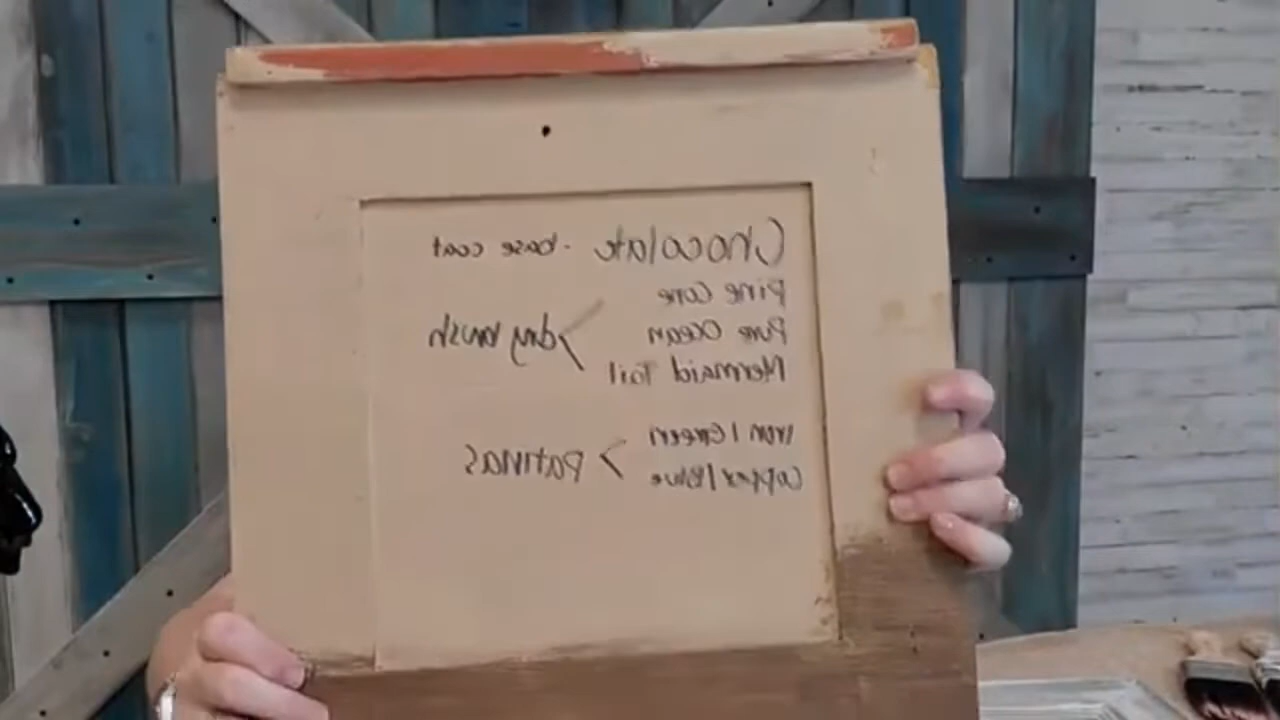 Chocolate - base coat
Pine Cone
Pure Ocean > dry brush
Mermaid Tail
Iron / Green
Copper / Blue > Patinas